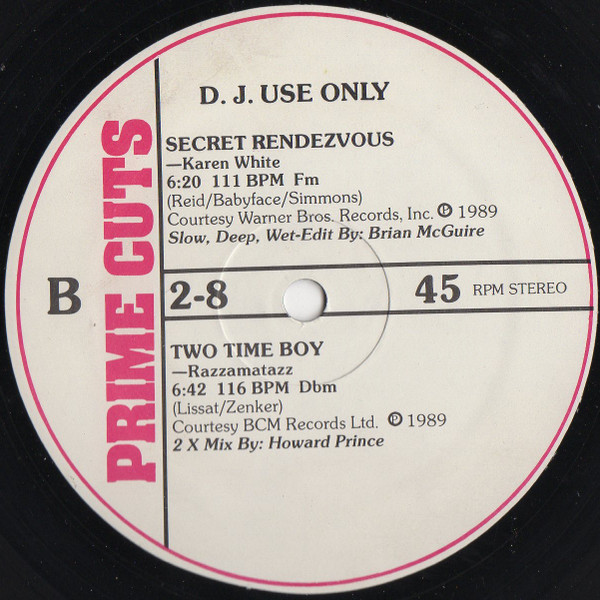 PRIME CUTS
D. J. USE ONLY
SECRET RENDEZVOUS
—Karen White
6:20 111 BPM Fm
(Reid/Babyface/Simmons)
Courtesy Warner Bros. Records, Inc. ℗ 1989
Slow, Deep, Wet-Edit By: Brian McGuire
B
2-8
45 RPM STEREO
TWO TIME BOY
—Razzamatazz
6:42 116 BPM Dbm
(Lissat/Zenker)
Courtesy BCM Records Ltd. ℗ 1989
2 X Mix By: Howard Prince